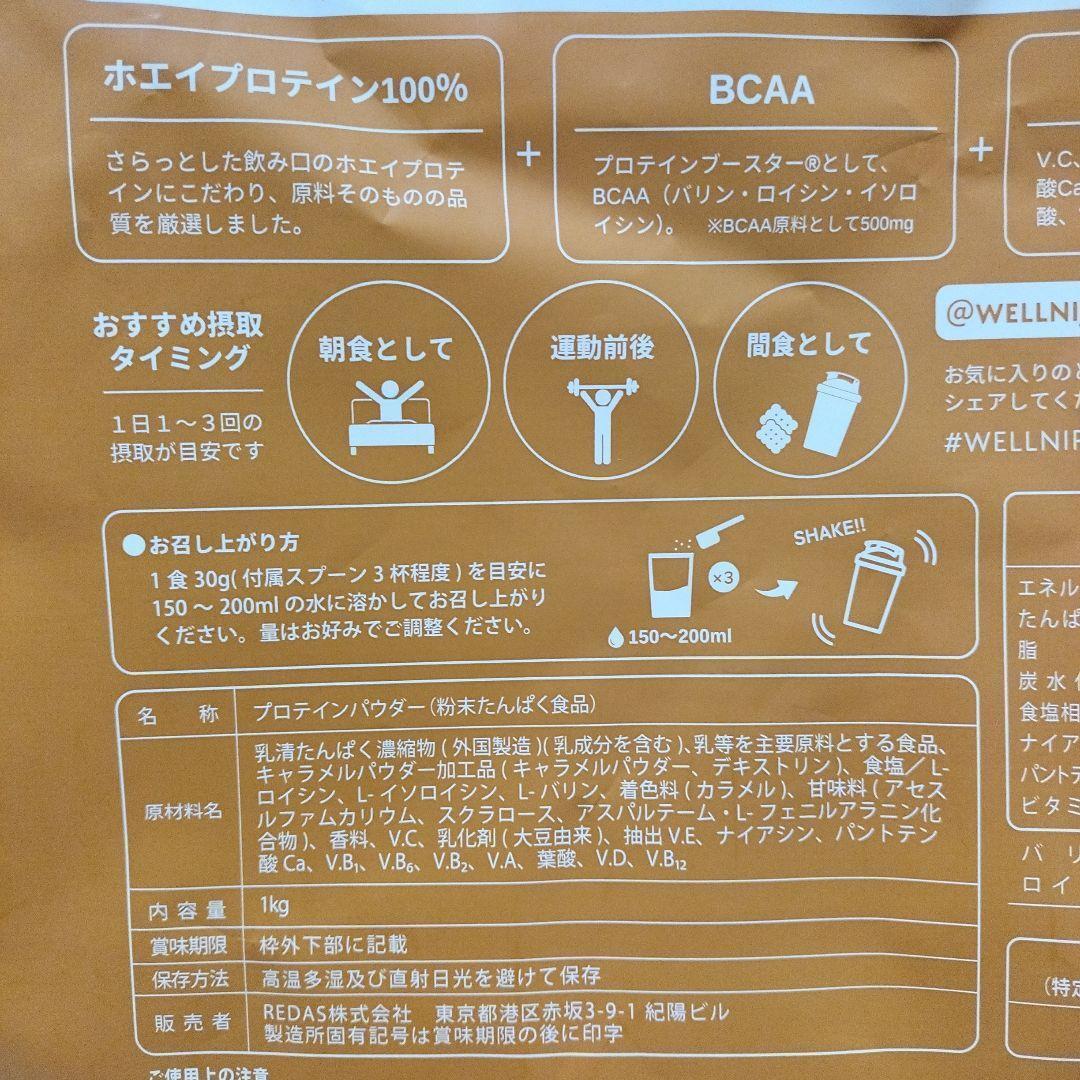 ホエイプロテイン100%
さらっとした飲み口のホエイプロテ
インにこだわり、原料そのものの品
質を厳選しました。
+
BCAA
プロテインブースター®として、
BCAA（バリン・ロイシン・イソロ
イシン）。 ※BCAA原料として500mg
+
V.C、
酸Ca
酸、
おすすめ摂取
タイミング
1日1〜3回の
摂取が目安です
朝食として
運動前後
間食として
@WELLNI
お気に入りの
シェアしてくだ
#WELLNI
●お召し上がり方
1食30g(付属スプーン3杯程度)を目安に
150〜200mlの水に溶かしてお召し上がり
ください。量はお好みでご調整ください。
×3
150〜200ml
SHAKE!!
名 称 プロテインパウダー（粉末たんぱく食品）
原材料名
乳清たんぱく濃縮物(外国製造)(乳成分を含む)、乳等を主要原料とする食品、
キャラメルパウダー加工品(キャラメルパウダー、デキストリン)、食塩／L-
ロイシン、L-イソロイシン、L-バリン、着色料(カラメル)、甘味料(アセス
ルファムカリウム、スクラロース、アスパルテーム・L-フェニルアラニン化
合物)、香料、V.C、乳化剤(大豆由来)、抽出V.E、ナイアシン、パントテン
酸Ca、V.B₁、V.B₆、V.B₂、V.A、葉酸、V.D、V.B₁₂
内容量 1kg
賞味期限 枠外下部に記載
保存方法 高温多湿及び直射日光を避けて保存
販売者 REDAS株式会社 東京都港区赤坂3-9-1 紀陽ビル
製造所固有記号は賞味期限の後に印字
ご使用上の注意
エネル
たんぱ
脂
炭水
食塩相
ナイア
パントテ
ビタミ
バリ
ロイ
（特定